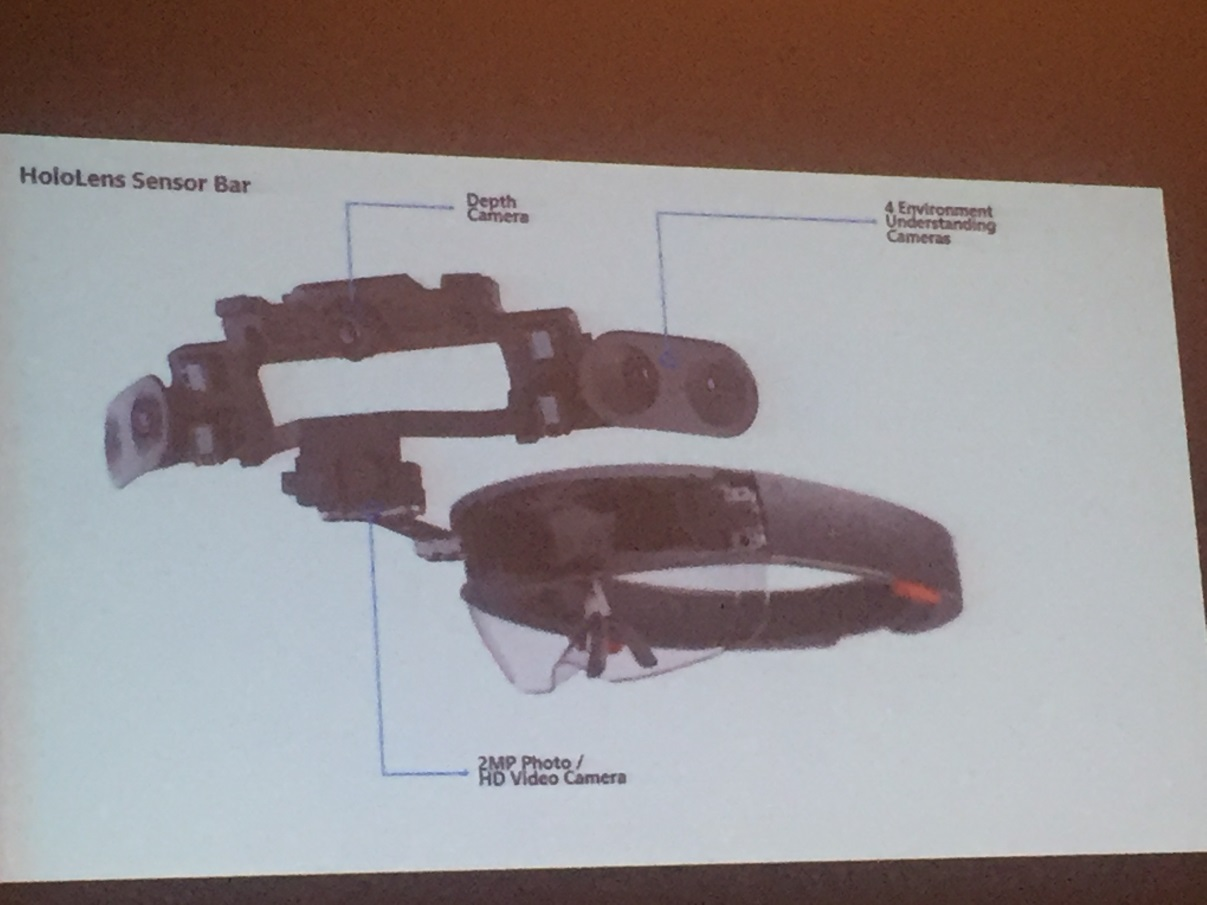 HoloLens Sensor Bar
Depth
Camera
4 Environment
Understanding
Cameras
2MP Photo /
HD Video Camera